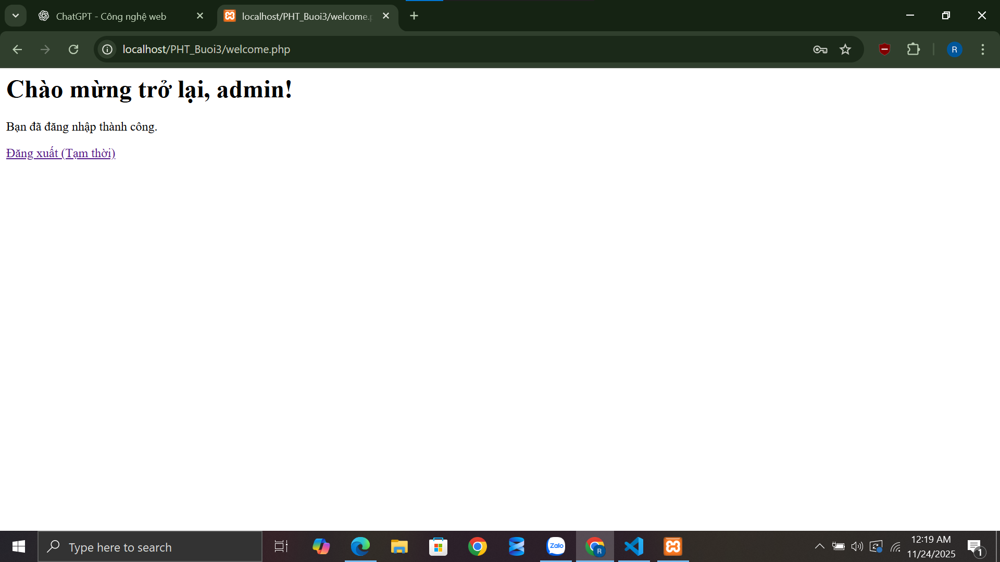 ChatGPT - Công nghệ web
localhost/PHT_Buoi3/welcome.p
localhost/PHT_Buoi3/welcome.php
R
Chào mừng trở lại, admin!
Bạn đã đăng nhập thành công.
Đăng xuất (Tạm thời)
Type here to search
Zalo
R
12:19 AM
11/24/2025
1